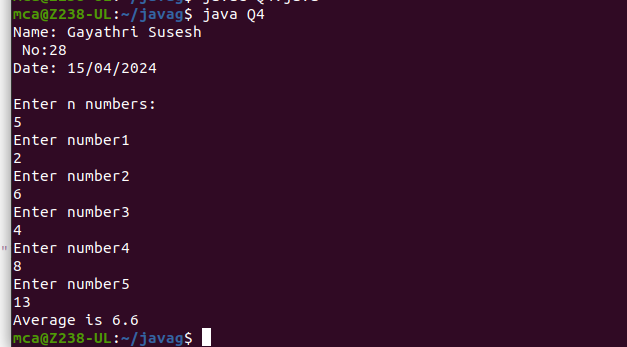 mca@Z238-UL:~/javag$ java Q4
Name: Gayathri Susesh
 No:28
Date: 15/04/2024
Enter n numbers:
5
Enter number1
2
Enter number2
6
Enter number3
4
Enter number4
8
Enter number5
13
Average is 6.6
mca@Z238-UL:~/javag$